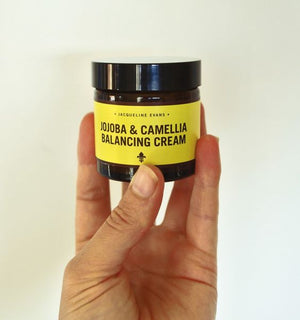 • JACQUELINE EVANS •
JOJOBA & CAMELLIA
BALANCING CREAM